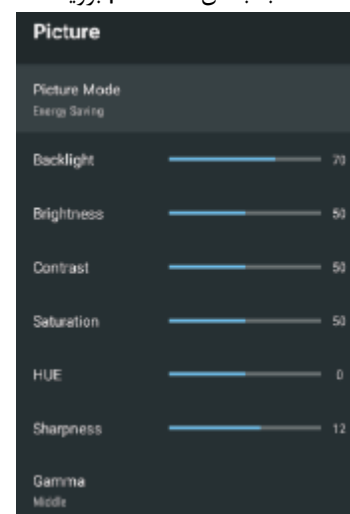 Picture
Picture Mode
Energy Saving
Backlight 70
Brightness 50
Contrast 50
Saturation 50
HUE 0
Sharpness 12
Gamma
Middle